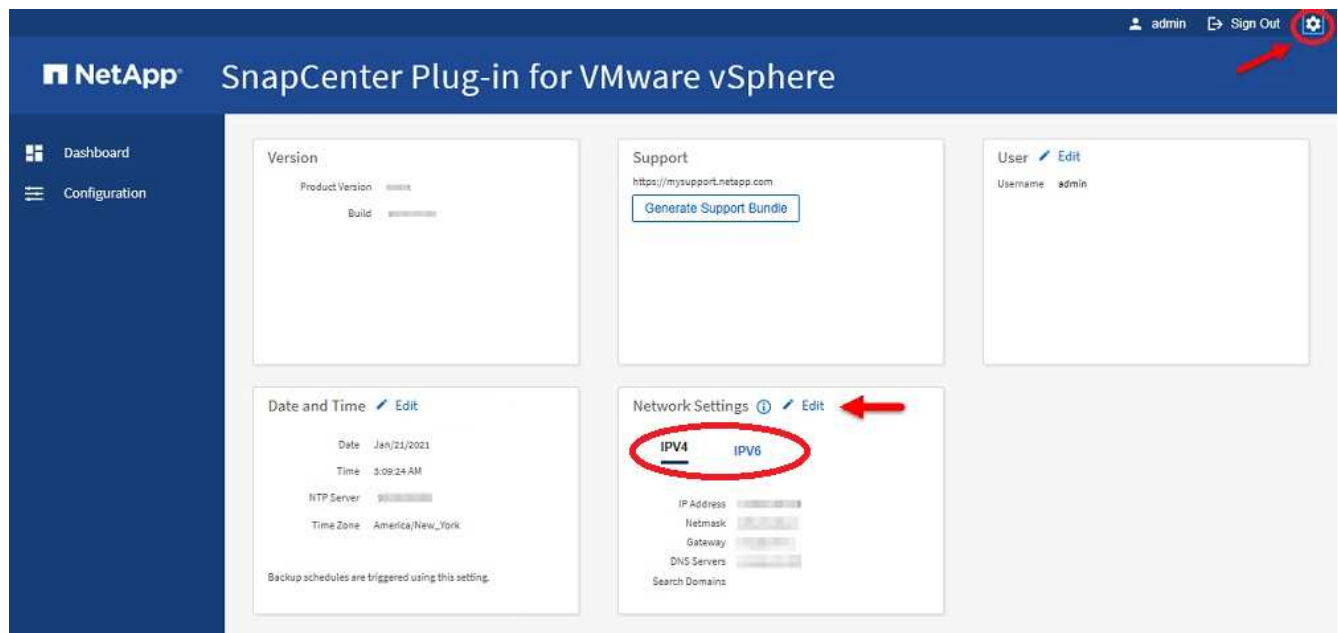 admin Sign Out
NetApp SnapCenter Plug-in for VMware vSphere
Dashboard
Configuration
Version
Product Version
Build
Support
https://mysupport.netapp.com
Generate Support Bundle
User Edit
Username admin
Date and Time Edit
Date Jan/21/2021
Time 3:09:24 AM
NTP Server
Time Zone America/New_York
Backup schedules are triggered using this setting.
Network Settings Edit
IPV4 IPV6
IP Address
Netmask
Gateway
DNS Servers
Search Domains